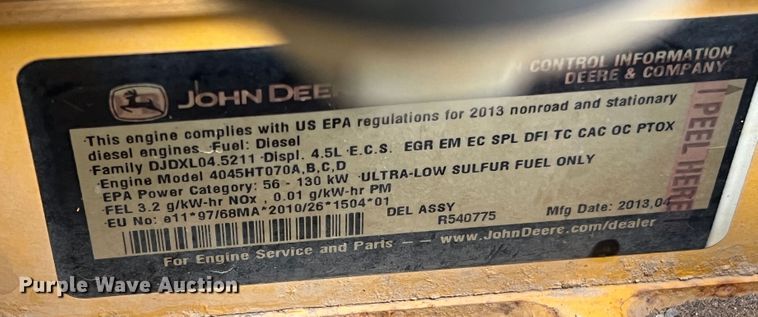 N CONTROL INFORMATION
DEERE & COMPANY
JOHN DEE
This engine complies with US EPA regulations for 2013 nonroad and stationary
diesel engines Fuel: Diesel
Family DJDXL04.5211 Displ. 4.5L E.C.S. EGR EM EC SPL DFI TC CAC OC PTOX
Engine Model 4045HT070A,B,C,D
EPA Power Category: 56 - 130 kW ULTRA-LOW SULFUR FUEL ONLY
FEL 3.2 g/kW-hr NOx , 0.01 g/kW-hr PM
EU No: e11*97/68MA*2010/26*1504*01
DEL ASSY
R540775
Mfg Date: 2013,04
I PEEL HERE
For Engine Service and Parts – – www.JohnDeere.com/dealer
Purple Wave Auction